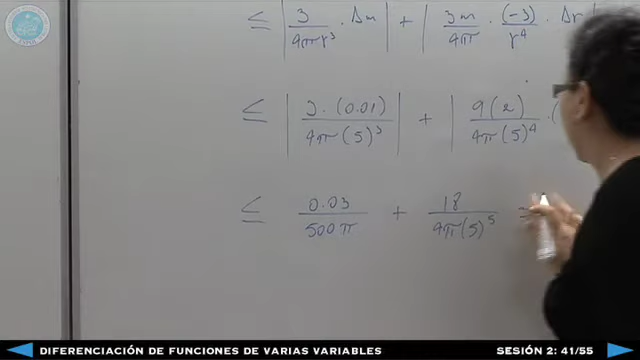 ≤ | 3 / 4πr³ · Δm | + | 3m / 4π · (-3) / r⁴ · Δr |
≤ | 3 · (0.01) / 4π(5)³ | + | 9(2) / 4π(5)⁴ · (
≤ 0.03 / 500π + 18 / 4π(5)⁵ =
DIFERENCIACIÓN DE FUNCIONES DE VARIAS VARIABLES
SESIÓN 2: 41/55